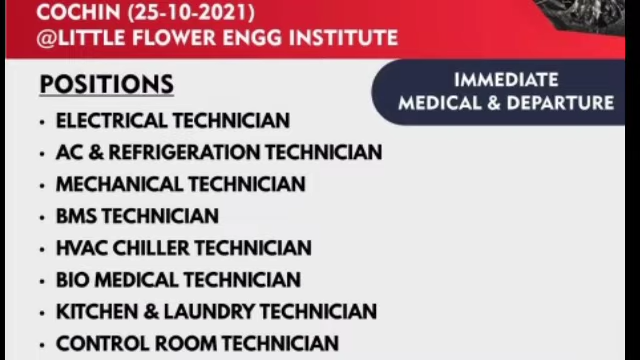 COCHIN (25-10-2021)
@LITTLE FLOWER ENGG INSTITUTE
POSITIONS
IMMEDIATE
MEDICAL & DEPARTURE
• ELECTRICAL TECHNICIAN
• AC & REFRIGERATION TECHNICIAN
• MECHANICAL TECHNICIAN
• BMS TECHNICIAN
• HVAC CHILLER TECHNICIAN
• BIO MEDICAL TECHNICIAN
• KITCHEN & LAUNDRY TECHNICIAN
• CONTROL ROOM TECHNICIAN